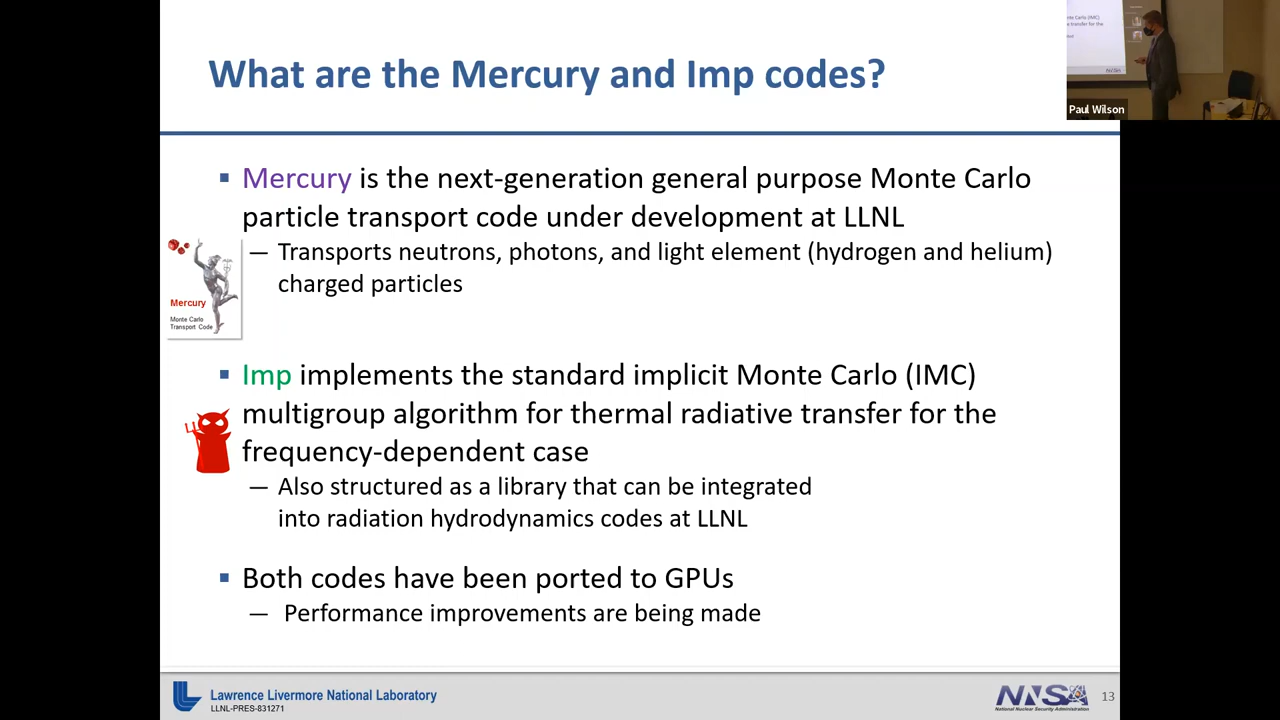 What are the Mercury and Imp codes?
Paul Wilson
▪ Mercury is the next-generation general purpose Monte Carlo
particle transport code under development at LLNL
— Transports neutrons, photons, and light element (hydrogen and helium)
charged particles
Mercury
Monte Carlo
Transport Code
▪ Imp implements the standard implicit Monte Carlo (IMC)
multigroup algorithm for thermal radiative transfer for the
frequency-dependent case
— Also structured as a library that can be integrated
into radiation hydrodynamics codes at LLNL
▪ Both codes have been ported to GPUs
— Performance improvements are being made
Lawrence Livermore National Laboratory
LLNL-PRES-831271
NNSA
National Nuclear Security Administration
13